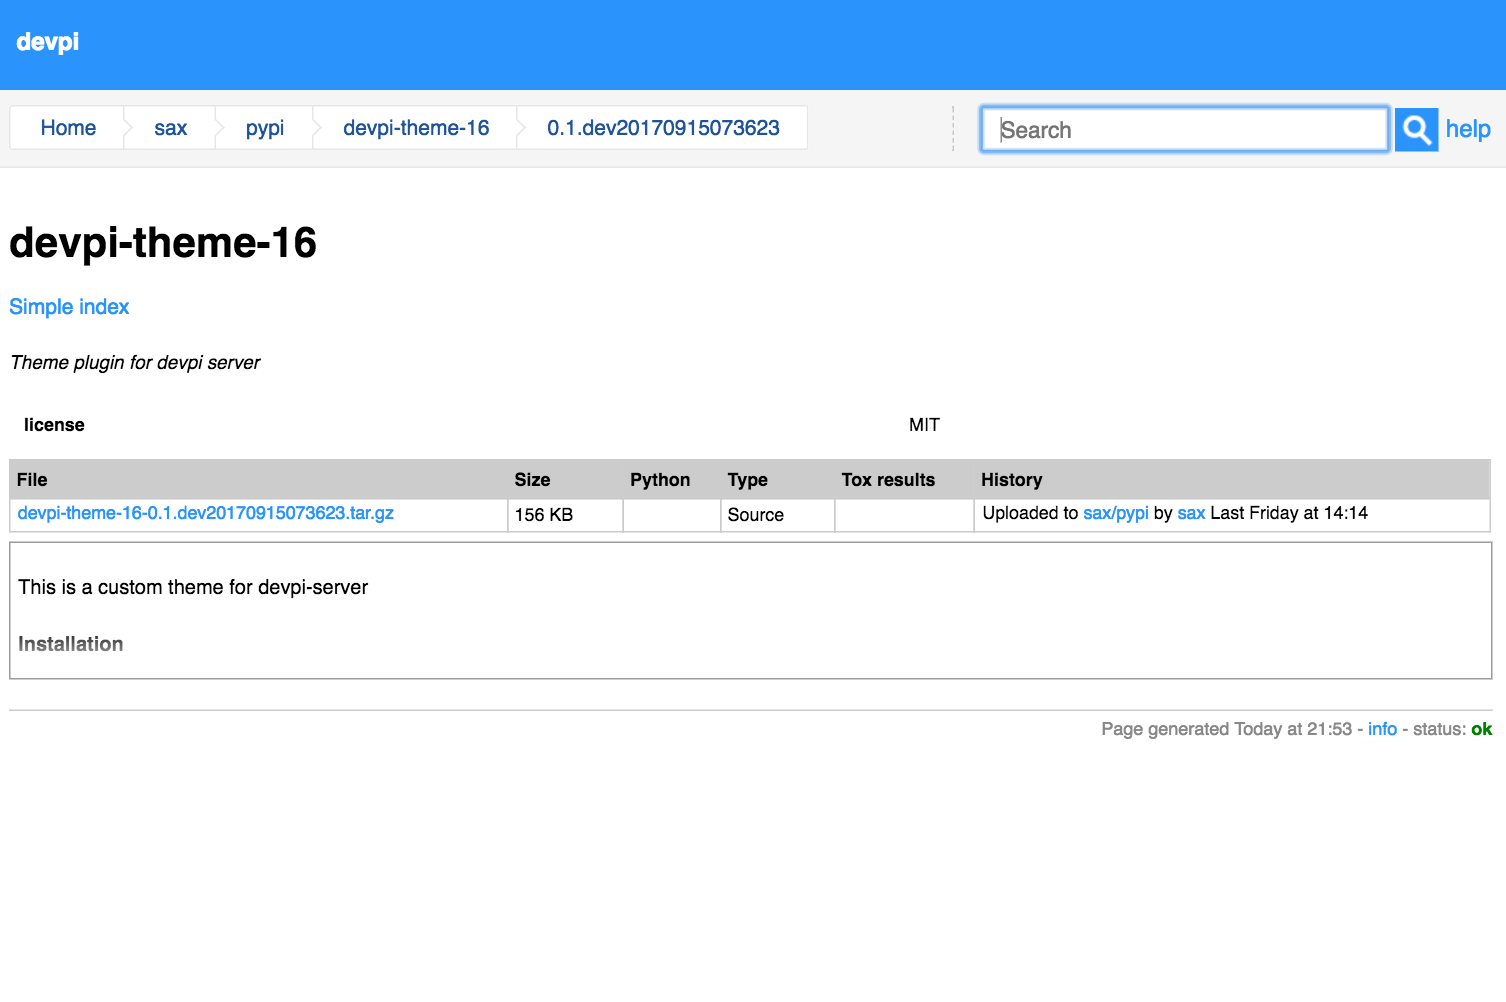 devpi
Home sax pypi devpi-theme-16 0.1.dev20170915073623 Search help
devpi-theme-16
Simple index
Theme plugin for devpi server
license MIT
File Size Python Type Tox results History
devpi-theme-16-0.1.dev20170915073623.tar.gz 156 KB Source Uploaded to sax/pypi by sax Last Friday at 14:14
This is a custom theme for devpi-server
Installation
Page generated Today at 21:53 - info - status: ok